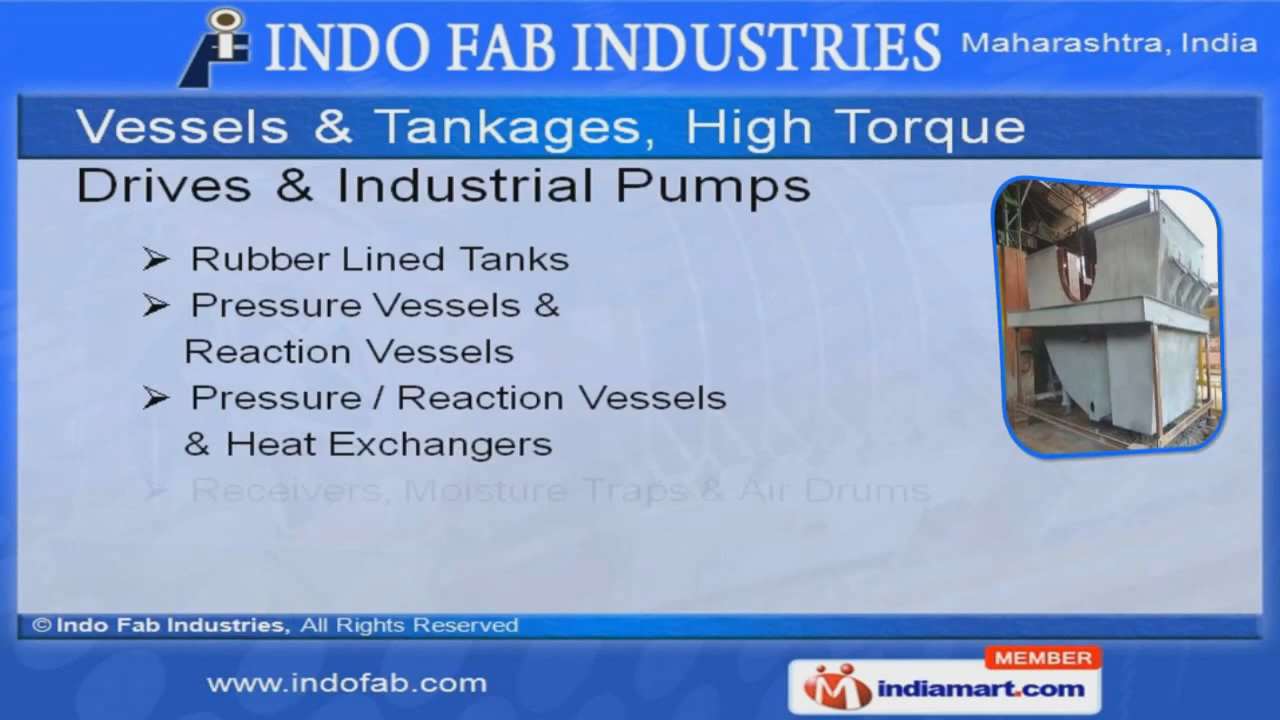 INDO FAB INDUSTRIES
Maharashtra, India
Vessels & Tankages, High Torque
Drives & Industrial Pumps
➢ Rubber Lined Tanks
➢ Pressure Vessels &
Reaction Vessels
➢ Pressure / Reaction Vessels
& Heat Exchangers
➢ Receivers, Moisture Traps & Air Drums
© Indo Fab Industries, All Rights Reserved
www.indofab.com
MEMBER
indiamart.com